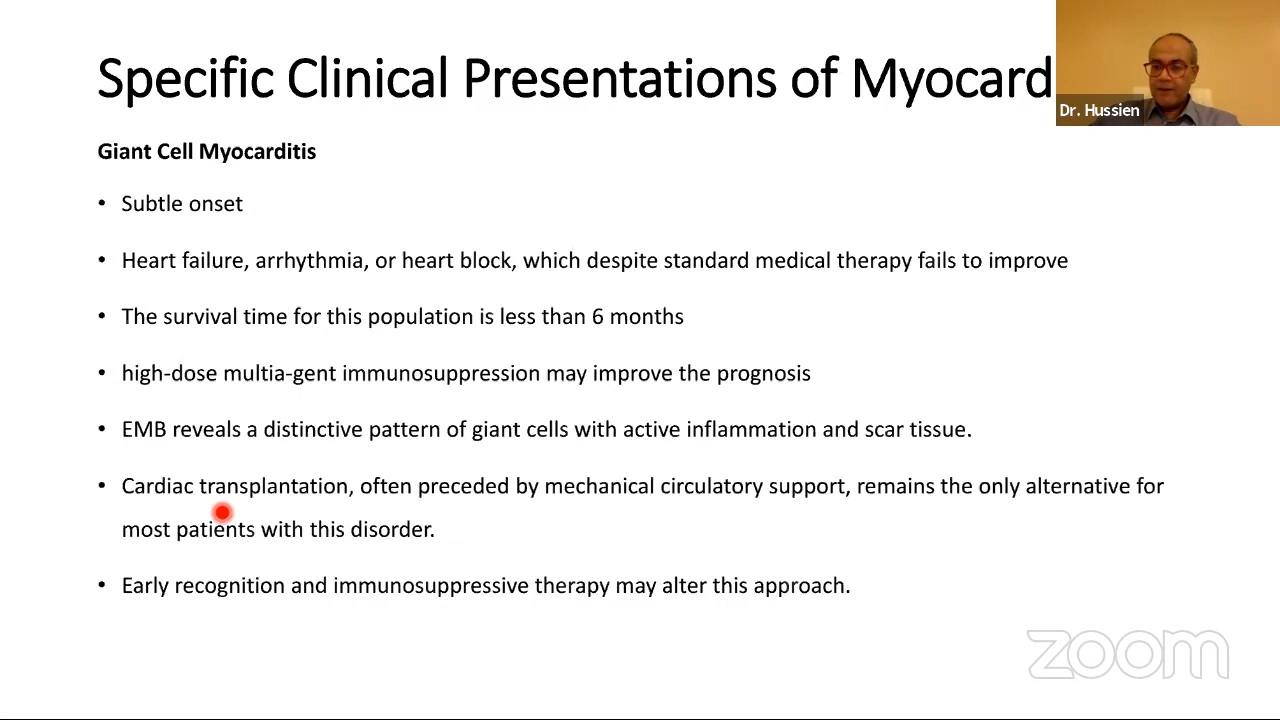 Specific Clinical Presentations of Myocard
Dr. Hussien
Giant Cell Myocarditis
• Subtle onset
• Heart failure, arrhythmia, or heart block, which despite standard medical therapy fails to improve
• The survival time for this population is less than 6 months
• high-dose multia-gent immunosuppression may improve the prognosis
• EMB reveals a distinctive pattern of giant cells with active inflammation and scar tissue.
• Cardiac transplantation, often preceded by mechanical circulatory support, remains the only alternative for
most patients with this disorder.
• Early recognition and immunosuppressive therapy may alter this approach.
zoom